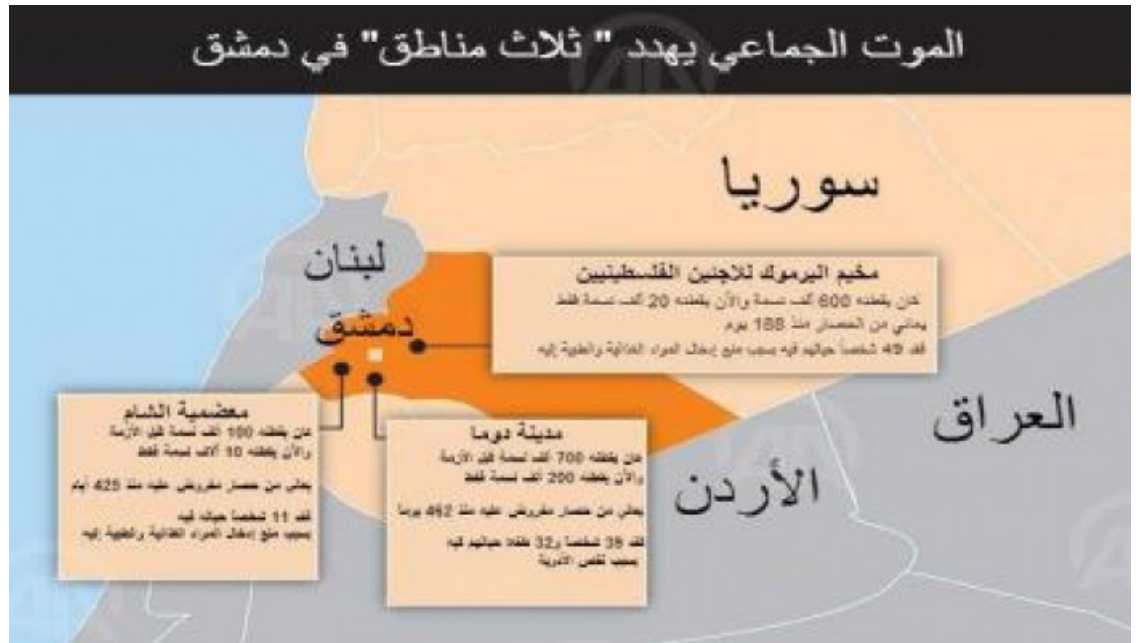 الموت الجماعي يهدد " ثلاث مناطق" في دمشق
سوريا
لبنان
دمشق
العراق
الأردن
مخيم اليرموك للاجئين الفلسطينيين
كان يقطنه 600 ألف نسمة والأن يقطنه 20 ألف نسمة فقط
يعاني من الحصار منذ 188 يوم
فقد 49 شخصاً حياتهم فيه بسبب منع إدخال المواد الغذائية والطبية إليه
معضمية الشام
كان يقطنه 100 ألف نسمة قبل الأزمة
والأن يقطنه 10 آلاف نسمة فقط
يعاني من حصار مفروض عليه منذ 425 أيام
فقد 11 شخصاً حياته فيه
بسبب منع إدخال المواد الغذائية والطبية إليه
مدينة دوما
كان يقطنه 700 ألف نسمة قبل الأزمة
والأن يقطنه 200 ألف نسمة فقط
يعاني من حصار مفروض عليه منذ 462 يوماً
فقد 39 شخصاً و32 طفلا حياتهم فيه
بسبب نقص الأدوية
AA